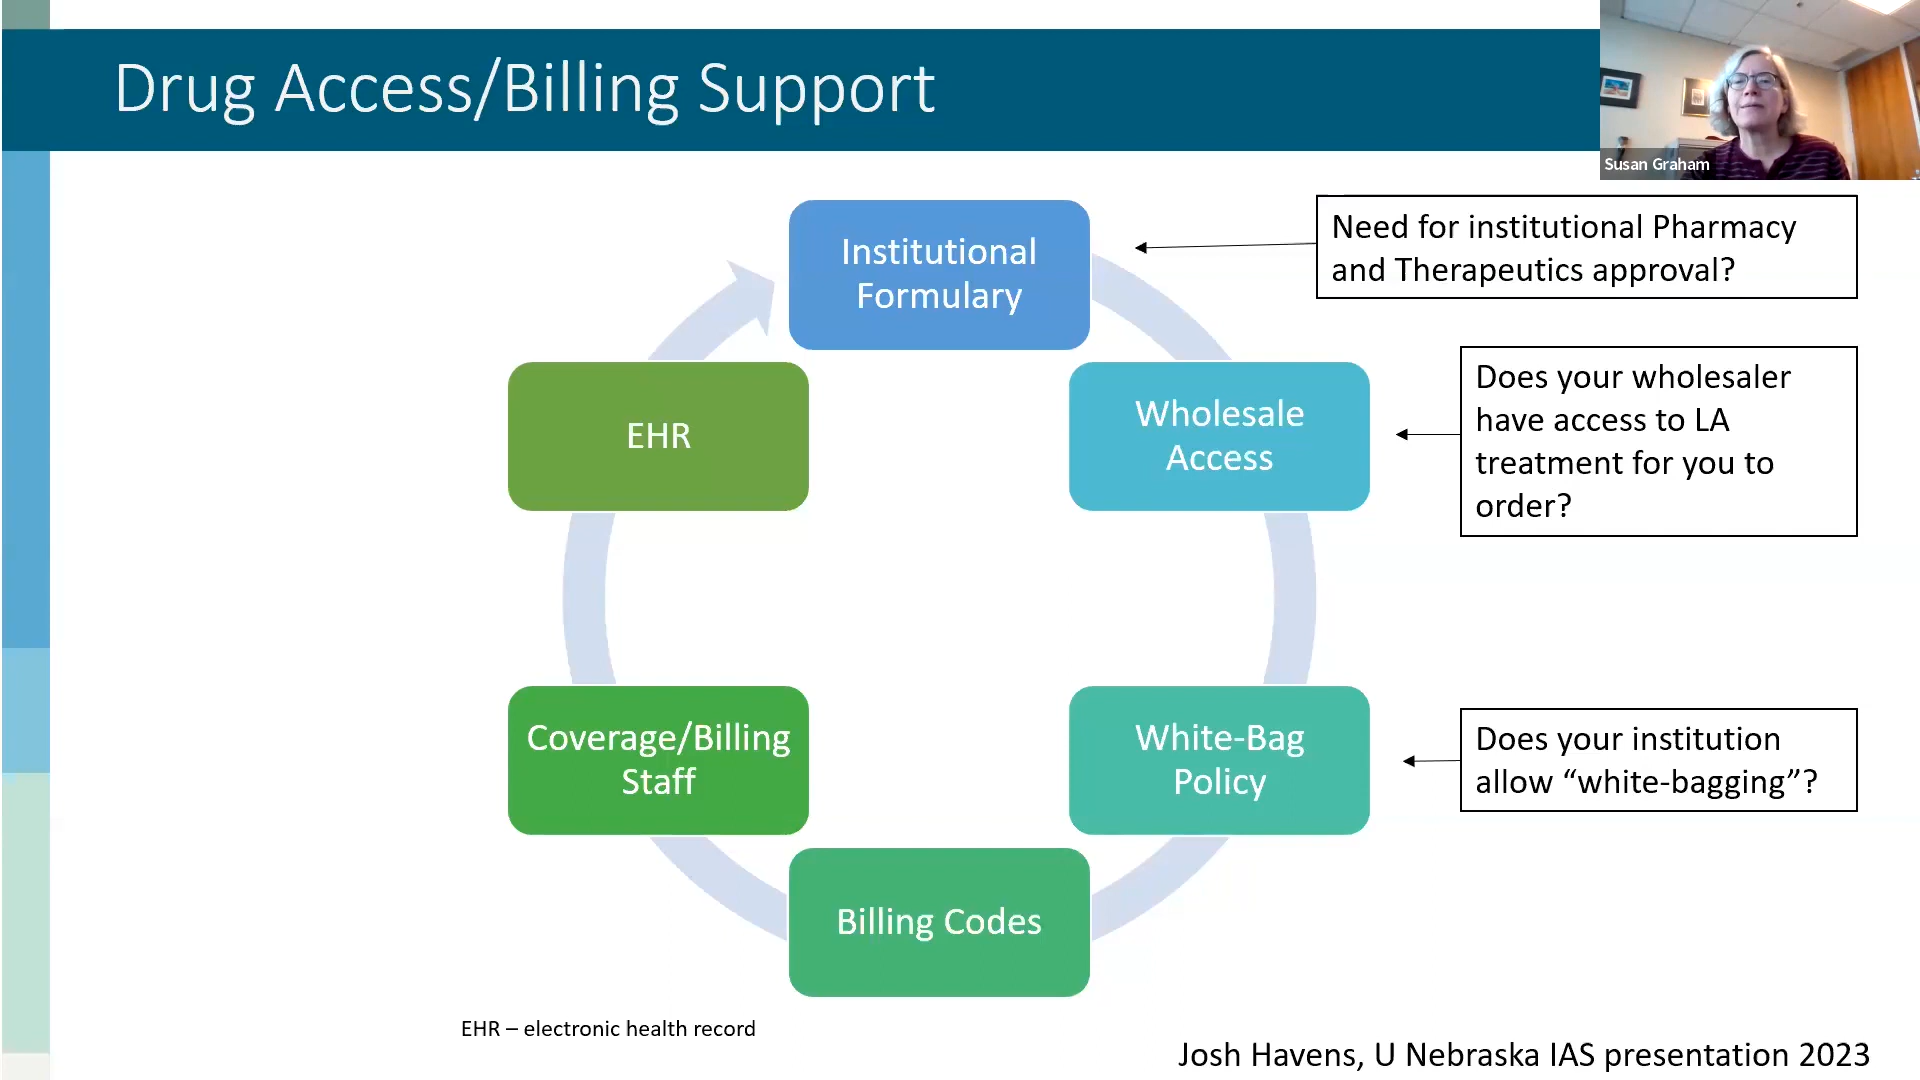 Drug Access/Billing Support
Susan Graham
Institutional
Formulary
Need for institutional Pharmacy
and Therapeutics approval?
Wholesale
Access
Does your wholesaler
have access to LA
treatment for you to
order?
White-Bag
Policy
Does your institution
allow “white-bagging”?
Billing Codes
Coverage/Billing
Staff
EHR
EHR – electronic health record
Josh Havens, U Nebraska IAS presentation 2023